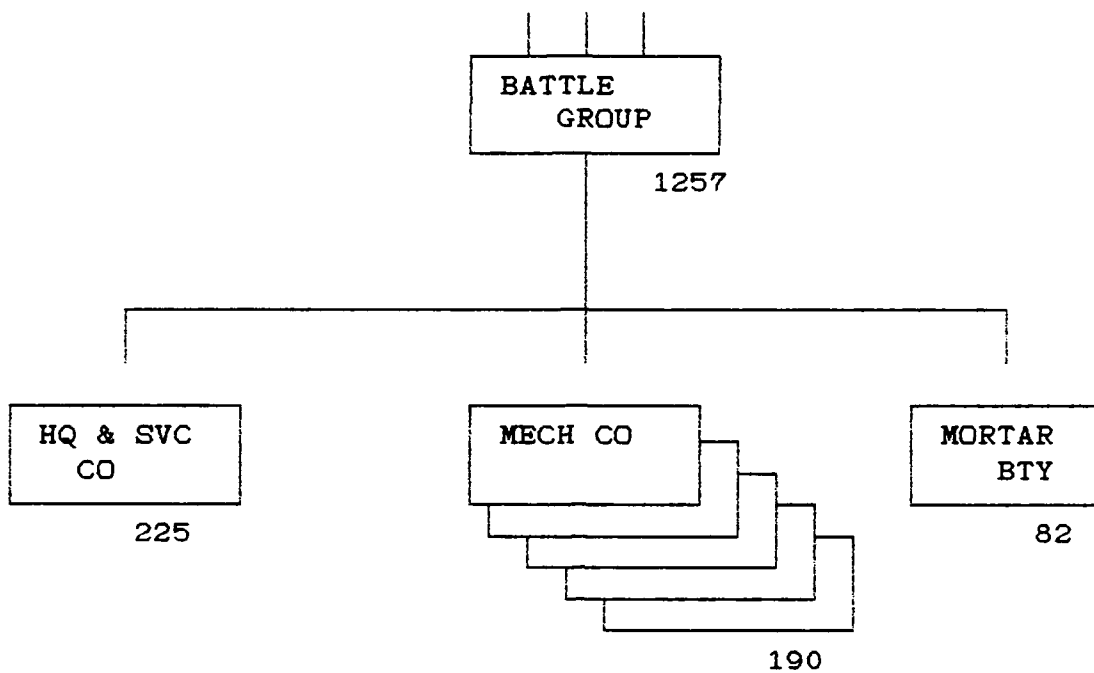 BATTLE
GROUP
1257
HQ & SVC
CO
225
MECH CO
190
MORTAR
BTY
82